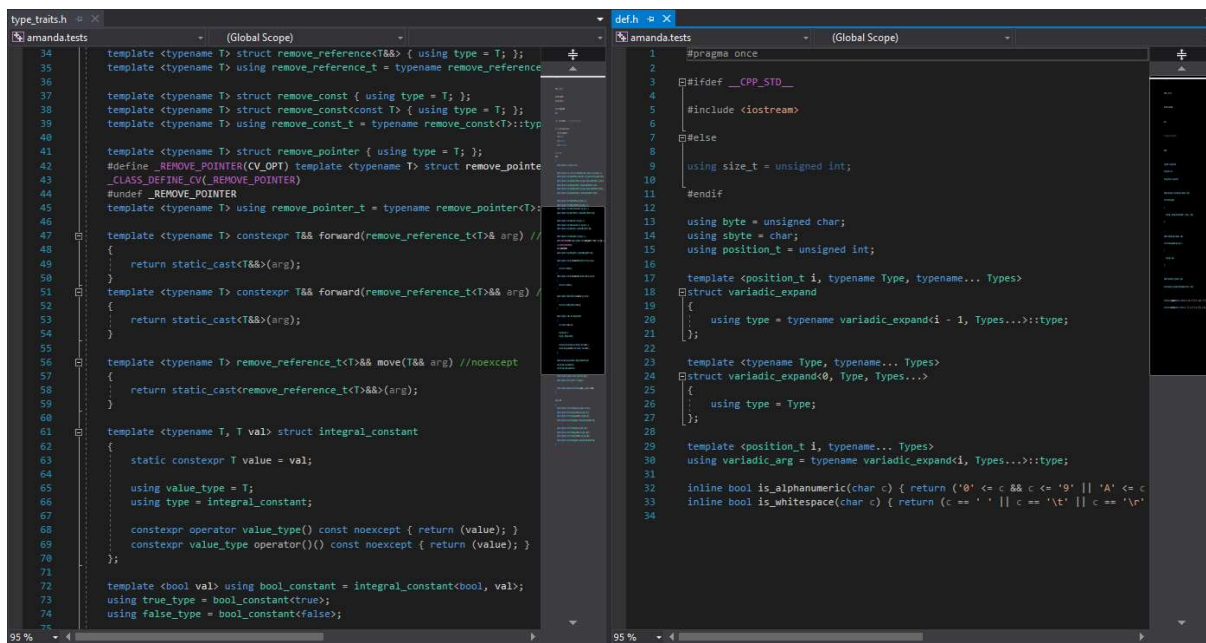 type_traits.h
amanda.tests
(Global Scope)
34 template <typename T> struct remove_reference<T&&> { using type = T; };
35 template <typename T> using remove_reference_t = typename remove_reference
36
37 template <typename T> struct remove_const { using type = T; };
38 template <typename T> struct remove_const<const T> { using type = T; };
39 template <typename T> using remove_const_t = typename remove_const<T>::typ
40
41 template <typename T> struct remove_pointer { using type = T; };
42 #define _REMOVE_POINTER(CV_OPT) template <typename T> struct remove_pointe
43 _CLASS_DEFINE_CV(_REMOVE_POINTER)
44 #undef _REMOVE_POINTER
45 template <typename T> using remove_pointer_t = typename remove_pointer<T>:
46
47 template <typename T> constexpr T&& forward(remove_reference_t<T>& arg) //
48 {
49 return static_cast<T&&>(arg);
50 }
51 template <typename T> constexpr T&& forward(remove_reference_t<T>&& arg) /
52 {
53 return static_cast<T&&>(arg);
54 }
55
56 template <typename T> remove_reference_t<T>&& move(T&& arg) //noexcept
57 {
58 return static_cast<remove_reference_t<T>&&>(arg);
59 }
60
61 template <typename T, T val> struct integral_constant
62 {
63 static constexpr T value = val;
64
65 using value_type = T;
66 using type = integral_constant;
67
68 constexpr operator value_type() const noexcept { return (value); }
69 constexpr value_type operator()() const noexcept { return (value); }
70 };
71
72 template <bool val> using bool_constant = integral_constant<bool, val>;
73 using true_type = bool_constant<true>;
74 using false_type = bool_constant<false>;
75
95 %
def.h
amanda.tests
(Global Scope)
1 #pragma once
2
3 #ifdef __CPP_STD__
4
5 #include <iostream>
6
7 #else
8
9 using size_t = unsigned int;
10
11 #endif
12
13 using byte = unsigned char;
14 using sbyte = char;
15 using position_t = unsigned int;
16
17 template <position_t i, typename Type, typename... Types>
18 struct variadic_expand
19 {
20 using type = typename variadic_expand<i - 1, Types...>::type;
21 };
22
23 template <typename Type, typename... Types>
24 struct variadic_expand<0, Type, Types...>
25 {
26 using type = Type;
27 };
28
29 template <position_t i, typename... Types>
30 using variadic_arg = typename variadic_expand<i, Types...>::type;
31
32 inline bool is_alphanumeric(char c) { return ('0' <= c && c <= '9' || 'A' <= c
33 inline bool is_whitespace(char c) { return (c == ' ' || c == '\t' || c == '\r'
34
95 %